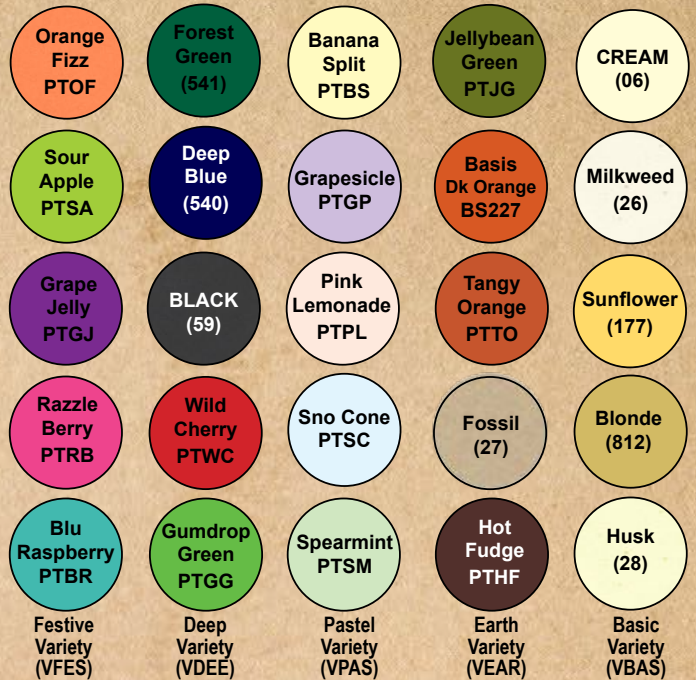 Orange
Fizz
PTOF
Forest
Green
(541)
Banana
Split
PTBS
Jellybean
Green
PTJG
CREAM
(06)
Sour
Apple
PTSA
Deep
Blue
(540)
Grapesicle
PTGP
Basis
Dk Orange
BS227
Milkweed
(26)
Grape
Jelly
PTGJ
BLACK
(59)
Pink
Lemonade
PTPL
Tangy
Orange
PTTO
Sunflower
(177)
Razzle
Berry
PTRB
Wild
Cherry
PTWC
Sno Cone
PTSC
Fossil
(27)
Blonde
(812)
Blu
Raspberry
PTBR
Gumdrop
Green
PTGG
Spearmint
PTSM
Hot
Fudge
PTHF
Husk
(28)
Festive
Variety
(VFES)
Deep
Variety
(VDEE)
Pastel
Variety
(VPAS)
Earth
Variety
(VEAR)
Basic
Variety
(VBAS)